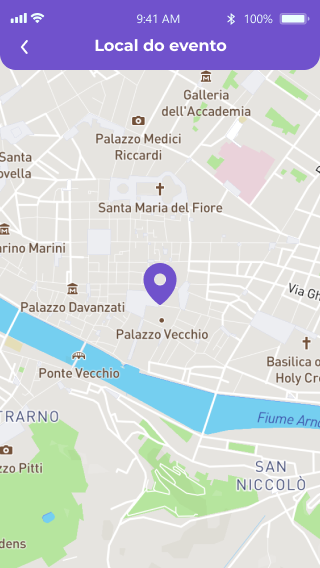 9:41 AM
100%
Local do evento
Galleria
dell'Accademia
Palazzo Medici
Riccardi
Santa
ovella
Santa Maria del Fiore
arino Marini
Via Gh
Palazzo Davanzati
Palazzo Vecchio
Basilica o
Holy Cr
Ponte Vecchio
TRARNO
Fiume Arno
zzo Pitti
SAN
NICCOLÒ
dens